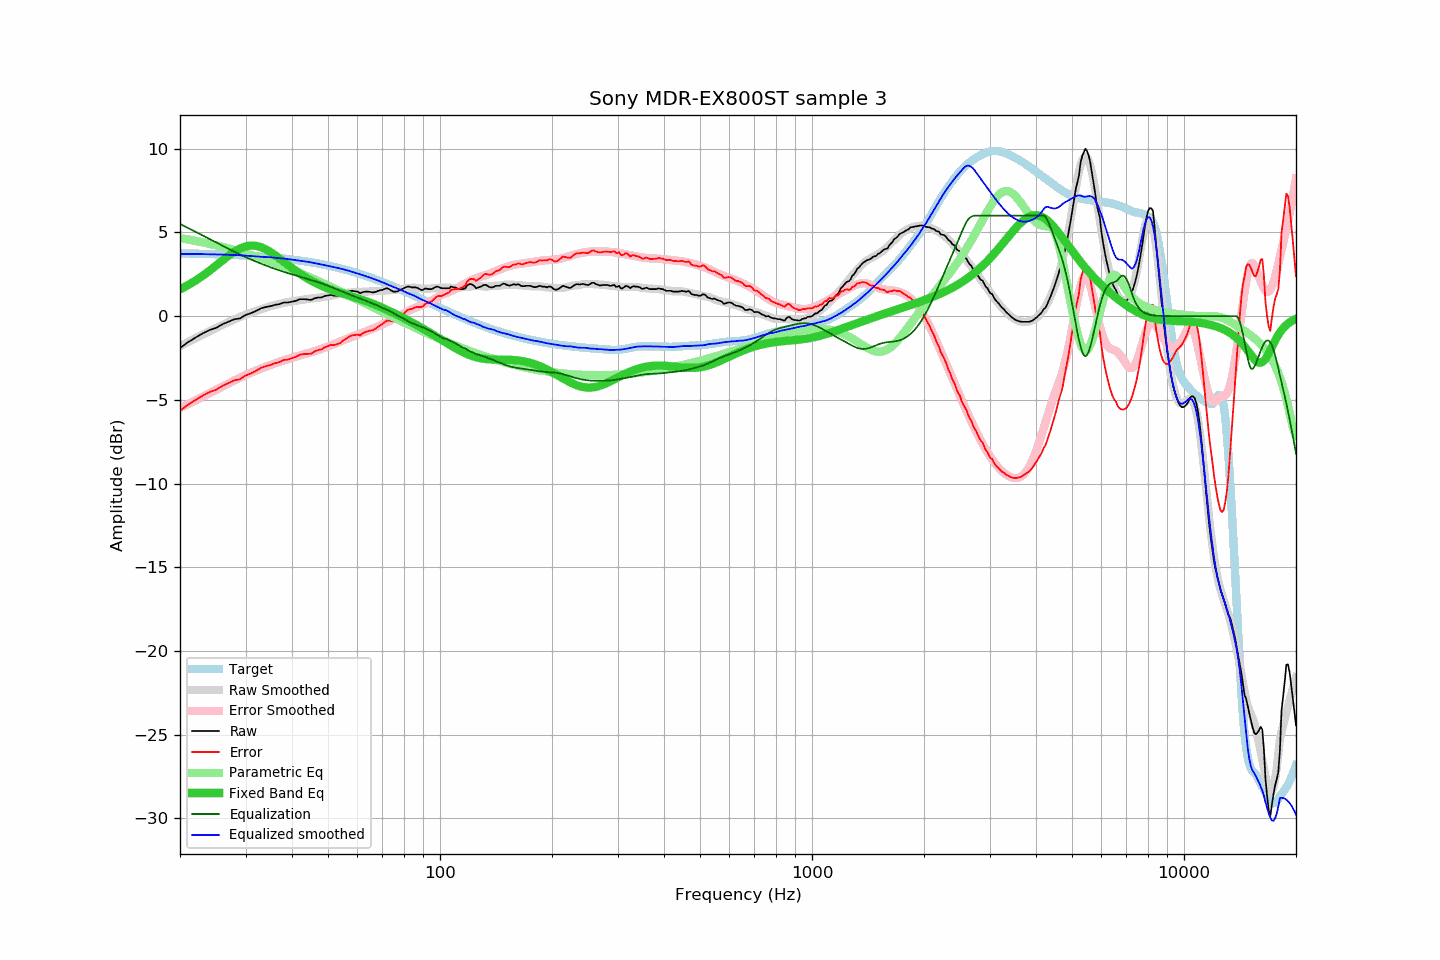 Sony MDR-EX800ST sample 3
Amplitude (dBr)
10
5
0
−5
−10
−15
−20
−25
−30
Target
Raw Smoothed
Error Smoothed
Raw
Error
Parametric Eq
Fixed Band Eq
Equalization
Equalized smoothed
100
1000
10000
Frequency (Hz)